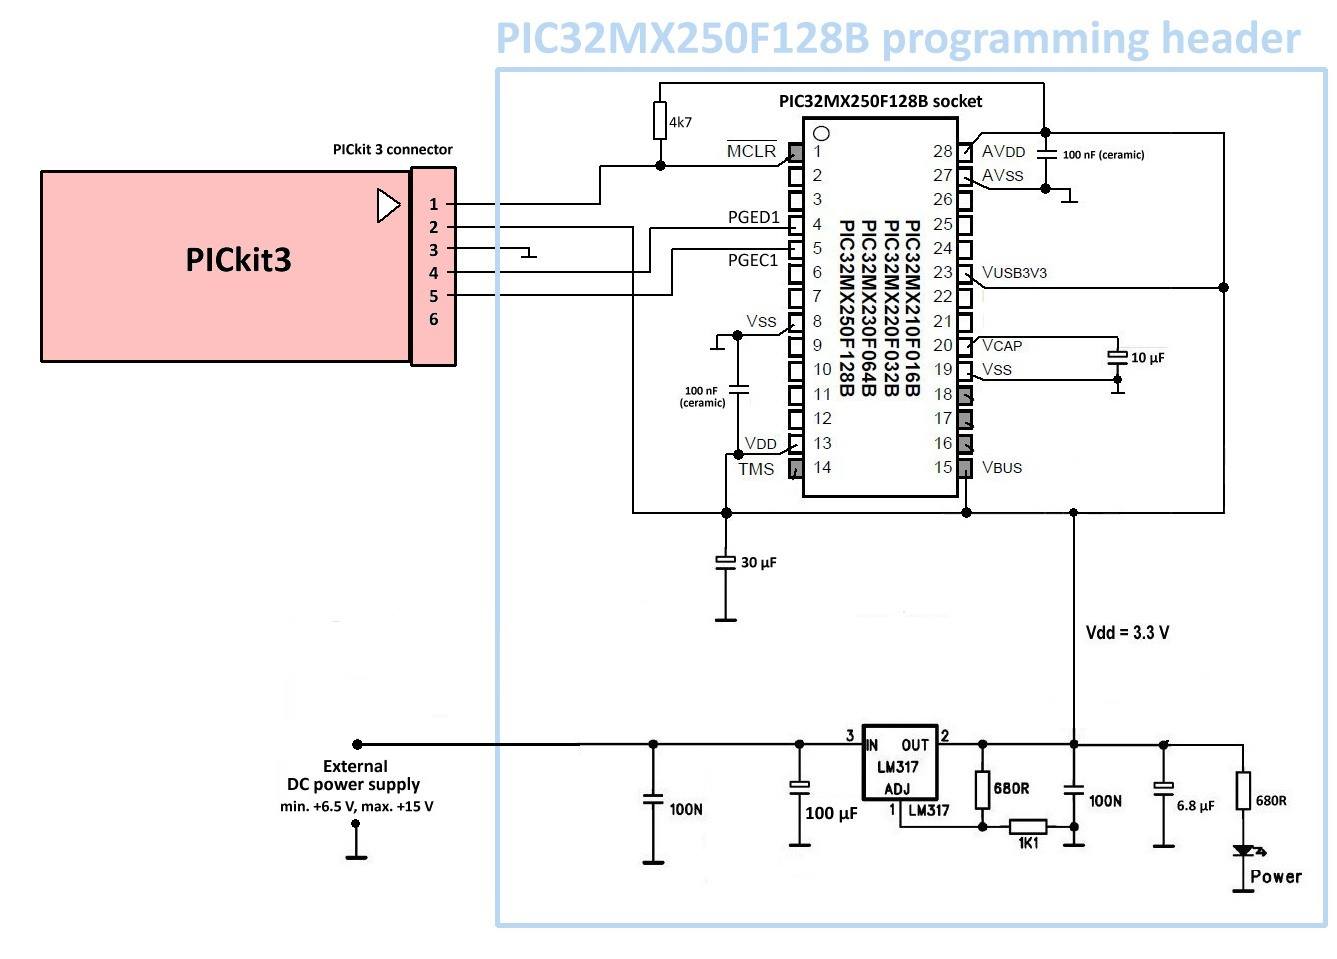 PIC32MX250F128B programming header
PIC32MX250F128B socket
4k7
PICkit 3 connector
PICkit3
1
2
3
4
5
6
MCLR
PGED1
PGEC1
VSS
100 nF
(ceramic)
VDD
TMS
1
2
3
4
5
6
7
8
9
10
11
12
13
14
PIC32MX210F016B
PIC32MX220F032B
PIC32MX230F064B
PIC32MX250F128B
28
27
26
25
24
23
22
21
20
19
18
17
16
15
AVDD
100 nF (ceramic)
AVSS
VUSB3V3
VCAP
10 µF
VSS
VBUS
30 µF
Vdd = 3.3 V
External
DC power supply
min. +6.5 V, max. +15 V
100N
100 µF
3
IN
OUT
2
LM317
ADJ
1
LM317
680R
1K1
100N
6.8 µF
680R
Power